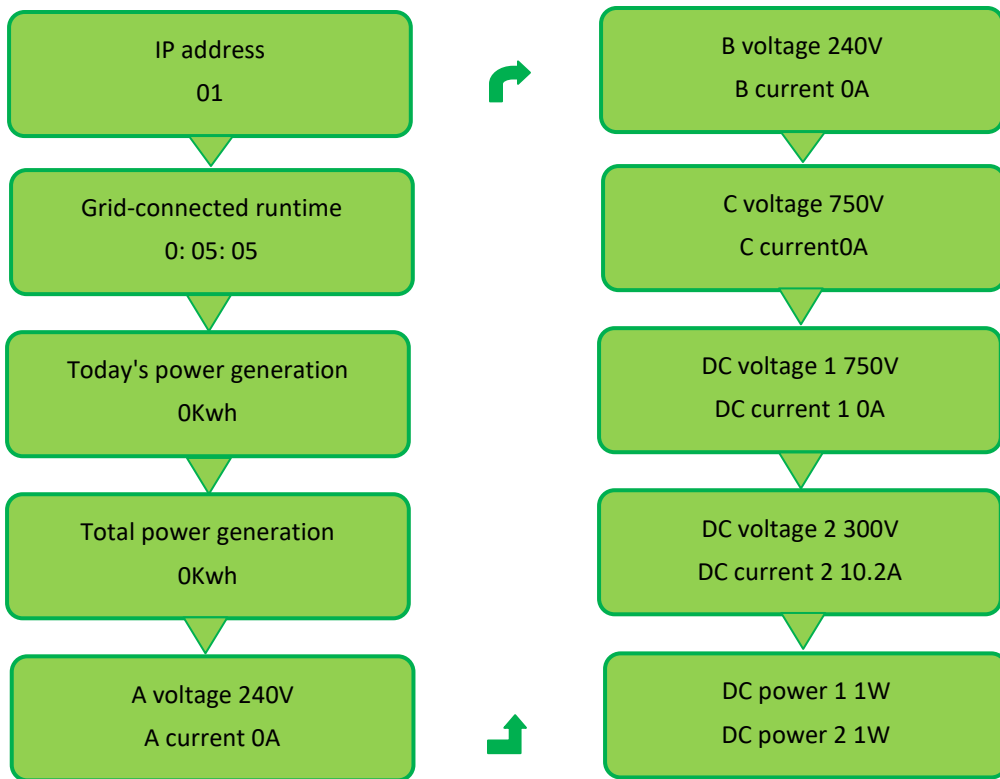 IP address
01
Grid-connected runtime
0: 05: 05
Today's power generation
0Kwh
Total power generation
0Kwh
A voltage 240V
A current 0A
B voltage 240V
B current 0A
C voltage 750V
C current0A
DC voltage 1 750V
DC current 1 0A
DC voltage 2 300V
DC current 2 10.2A
DC power 1 1W
DC power 2 1W